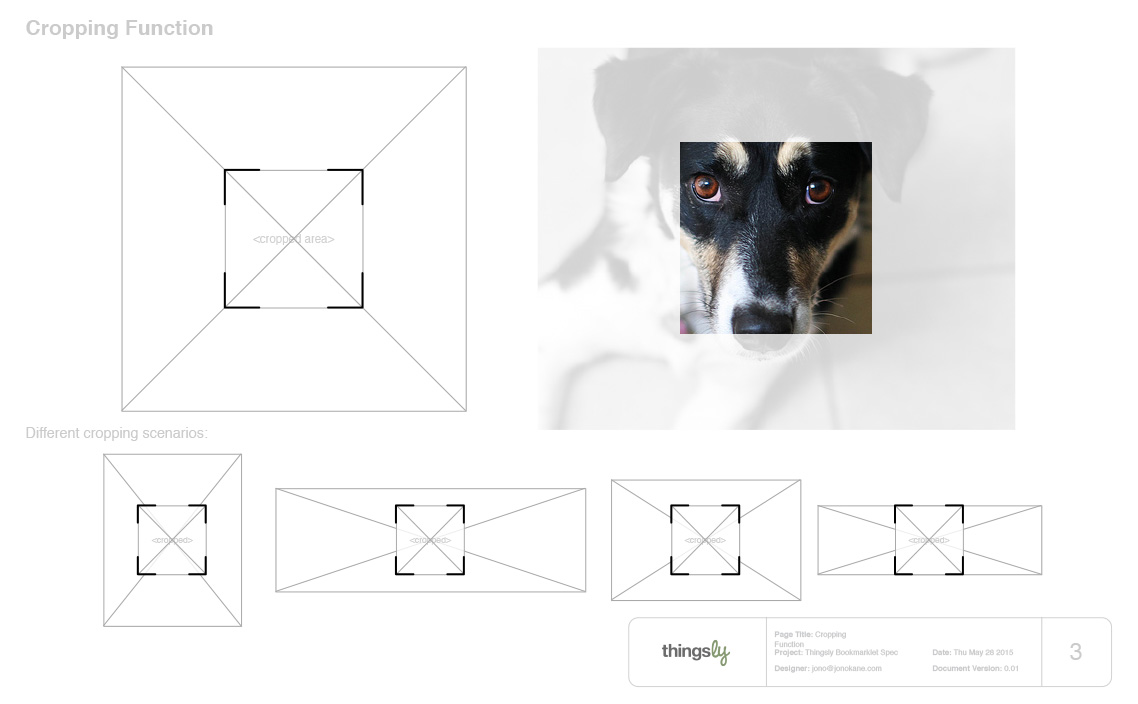 Cropping Function
<cropped area>
Different cropping scenarios:
<cropped>
<cropped>
<cropped>
<cropped>
thingsly
Page Title: Cropping
Function
Project: Thingsly Bookmarklet Spec
Designer: jono@jonokane.com
Date: Thu May 28 2015
Document Version: 0.01
3